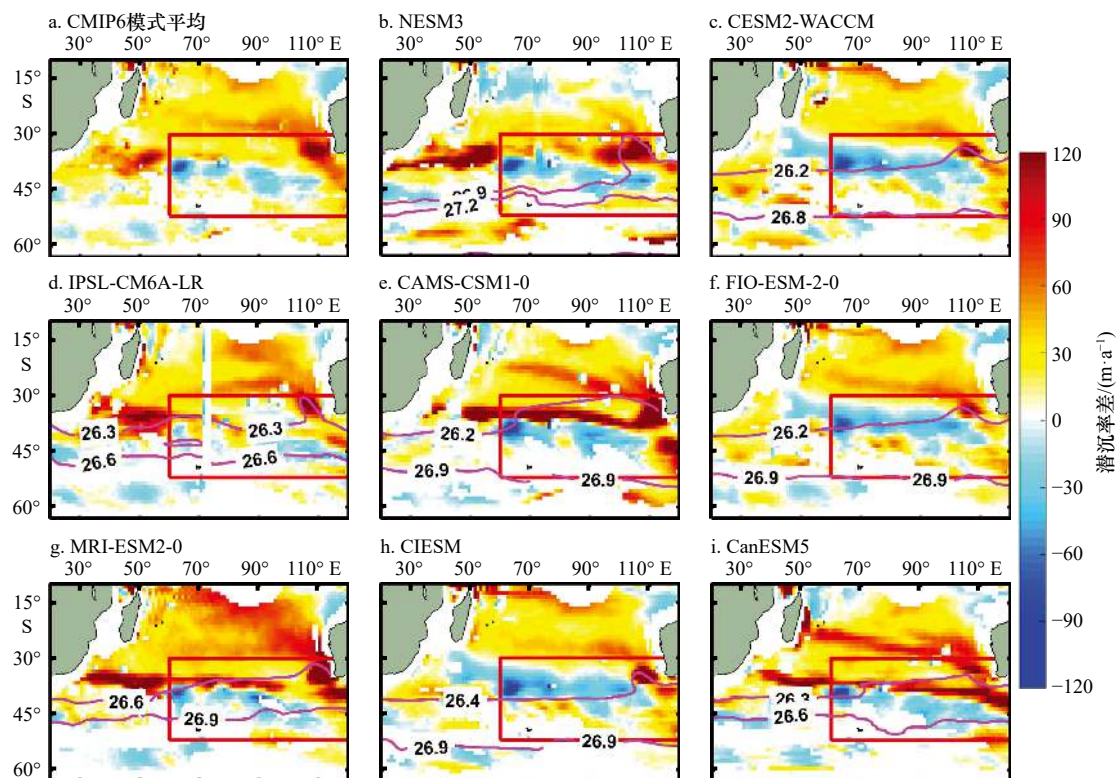 a. CMIP6模式平均
b. NESM3
c. CESM2-WACCM
30° 50° 70° 90° 110° E
30° 50° 70° 90° 110° E
30° 50° 70° 90° 110° E
15°
S
30°
45°
60°
27.2
26.2
26.8
d. IPSL-CM6A-LR
e. CAMS-CSM1-0
f. FIO-ESM-2-0
30° 50° 70° 90° 110° E
30° 50° 70° 90° 110° E
30° 50° 70° 90° 110° E
15°
S
30°
45°
60°
26.3
26.3
26.6
26.6
26.2
26.9
26.9
26.2
26.9
26.9
g. MRI-ESM2-0
h. CIESM
i. CanESM5
30° 50° 70° 90° 110° E
30° 50° 70° 90° 110° E
30° 50° 70° 90° 110° E
15°
S
30°
45°
60°
26.6
26.9
26.4
26.9
26.9
26.3
26.6
120
90
60
30
0
−30
−60
−90
−120
潜沉率差/(m·a⁻¹)